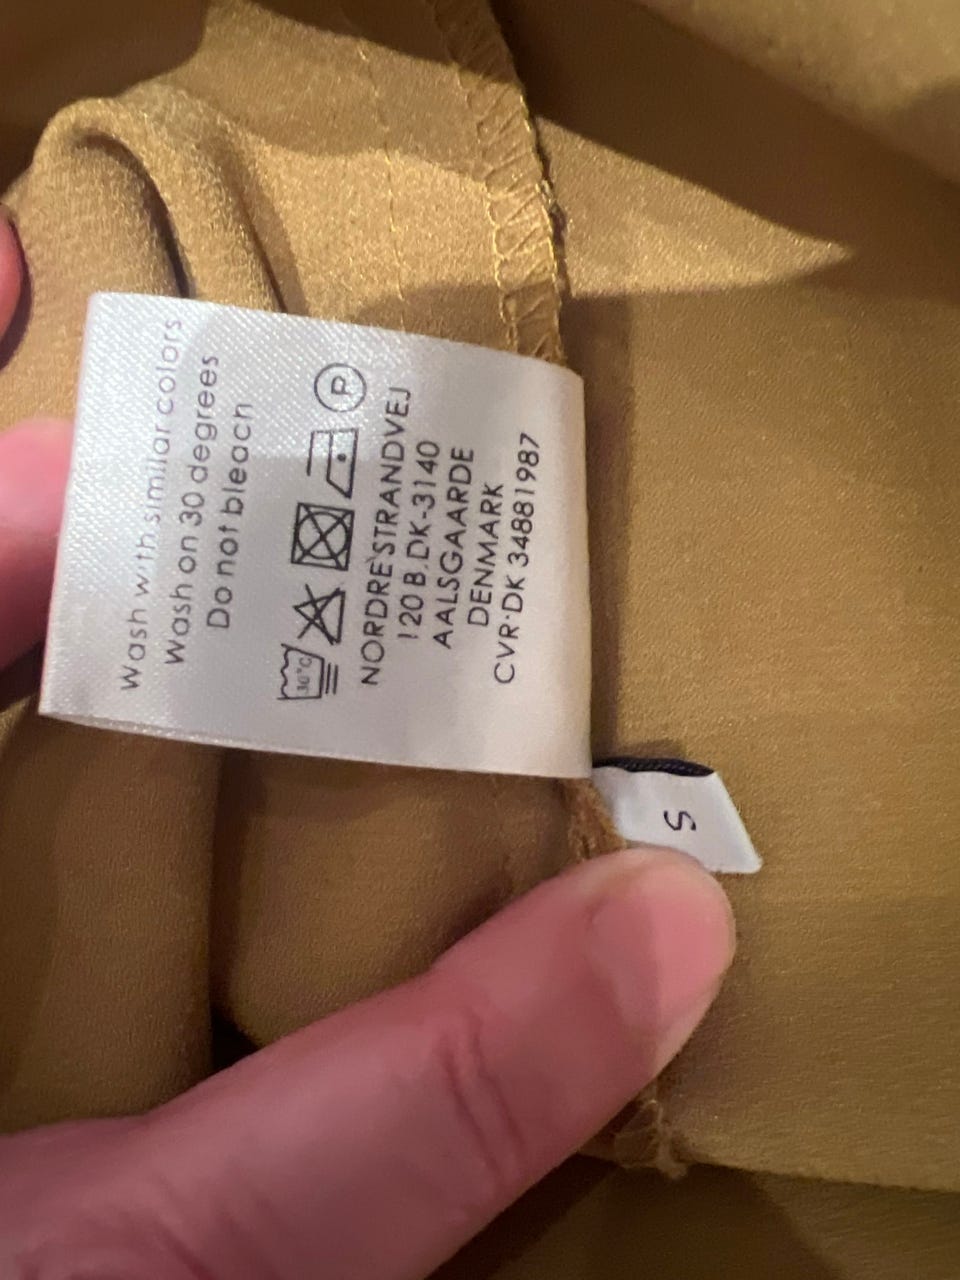 Wash with similar colors
Wash on 30 degrees
Do not bleach
30°C
P
NORDRE STRANDVEJ
120 B. DK-3140
AALSGAARDE
DENMARK
CVR·DK 34881987
S